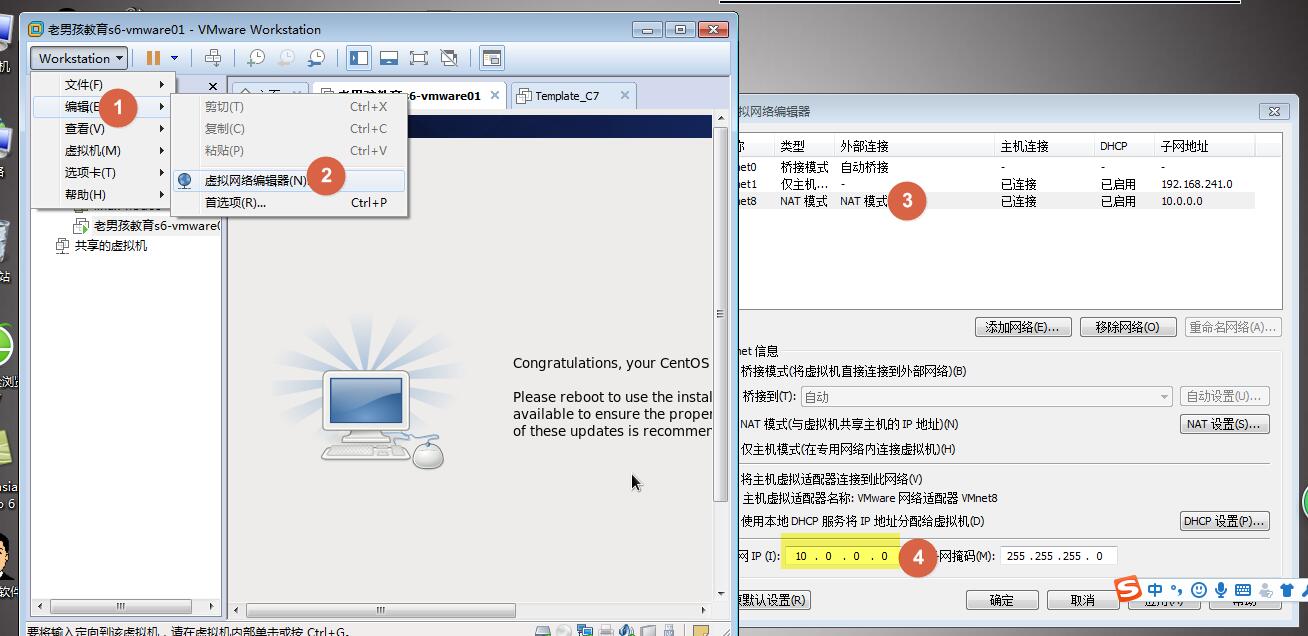 老男孩教育s6-vmware01 - VMware Workstation
Workstation
文件(F)
编辑(E
1
查看(V)
虚拟机(M)
选项卡(T)
帮助(H)
剪切(T) Ctrl+X
复制(C) Ctrl+C
粘贴(P) Ctrl+V
虚拟网络编辑器(N)
2
首选项(R)... Ctrl+P
s6-vmware01
Template_C7
老男孩教育s6-vmware
共享的虚拟机
Congratulations, your CentOS
Please reboot to use the instal
available to ensure the proper
of these updates is recommen
要将输入定向到该虚拟机，请在虚拟机内部单击或按 Ctrl+G。
拟网络编辑器
类型 外部连接 主机连接 DHCP 子网地址
net0 桥接模式 自动桥接 - - -
net1 仅主机... - 已连接 已启用 192.168.241.0
net8 NAT 模式 NAT 模式 已连接 已启用 10.0.0.0
3
添加网络(E)... 移除网络(O) 重命名网络(A)...
net 信息
桥接模式(将虚拟机直接连接到外部网络)(B)
桥接到(T): 自动 自动设置(U)...
NAT 模式(与虚拟机共享主机的 IP 地址)(N) NAT 设置(S)...
仅主机模式(在专用网络内连接虚拟机)(H)
将主机虚拟适配器连接到此网络(V)
主机虚拟适配器名称: VMware 网络适配器 VMnet8
使用本地 DHCP 服务将 IP 地址分配给虚拟机(D) DHCP 设置(P)...
网 IP (I): 10 . 0 . 0 . 0 4 网掩码(M): 255 .255 .255 . 0
默认设置(R) 确定 取消
S 中